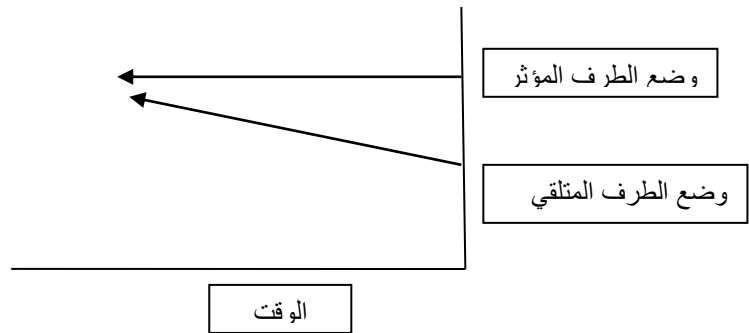 وضع الطرف المؤثر
وضع الطرف المتلقي
الوقت